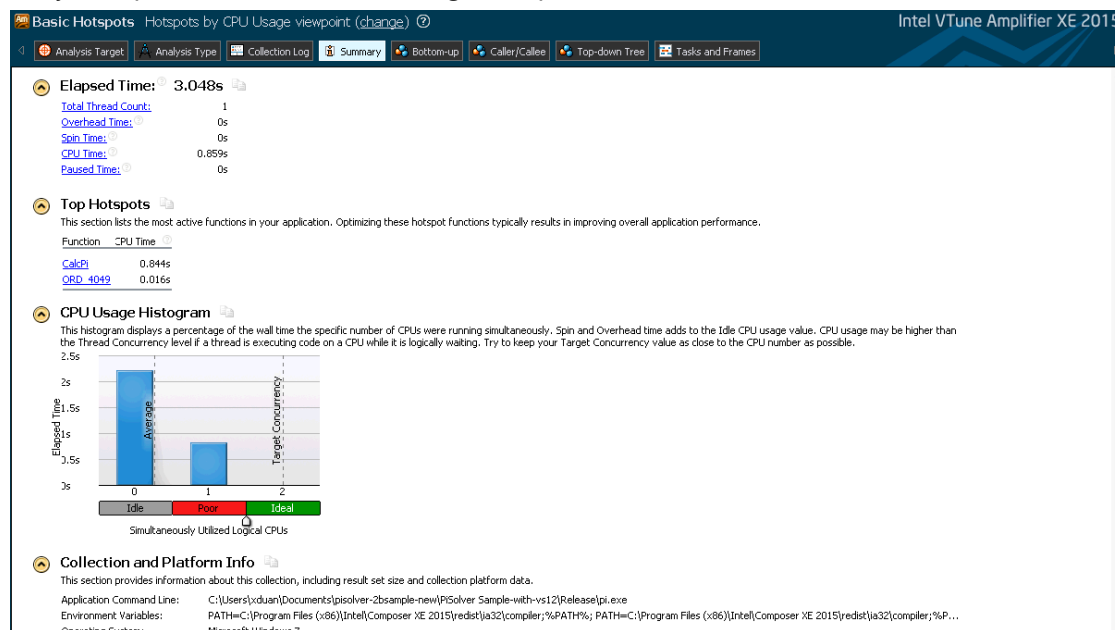 Basic Hotspots Hotspots by CPU Usage viewpoint (change) Intel VTune Amplifier XE 2015
Analysis Target Analysis Type Collection Log Summary Bottom-up Caller/Callee Top-down Tree Tasks and Frames
Elapsed Time: 3.048s
Total Thread Count: 1
Overhead Time: 0s
Spin Time: 0s
CPU Time: 0.859s
Paused Time: 0s
Top Hotspots
This section lists the most active functions in your application. Optimizing these hotspot functions typically results in improving overall application performance.
Function CPU Time
CalcPi 0.844s
ORD_4049 0.016s
CPU Usage Histogram
This histogram displays a percentage of the wall time the specific number of CPUs were running simultaneously. Spin and Overhead time adds to the Idle CPU usage value. CPU usage may be higher than
the Thread Concurrency level if a thread is executing code on a CPU while it is logically waiting. Try to keep your Target Concurrency value as close to the CPU number as possible.
2.5s
2s
1.5s
1s
0.5s
0s
Elapsed Time
Average
Target Concurrency
0 1 2
Idle Poor Ideal
Simultaneously Utilized Logical CPUs
Collection and Platform Info
This section provides information about this collection, including result set size and collection platform data.
Application Command Line: C:\Users\xduan\Documents\pisolver-2bsample-new\PiSolver Sample-with-vs12\Release\pi.exe
Environment Variables: PATH=C:\Program Files (x86)\Intel\Composer XE 2015\redist\ia32\compiler;%PATH%; PATH=C:\Program Files (x86)\Intel\Composer XE 2015\redist\ia32\compiler;%P...